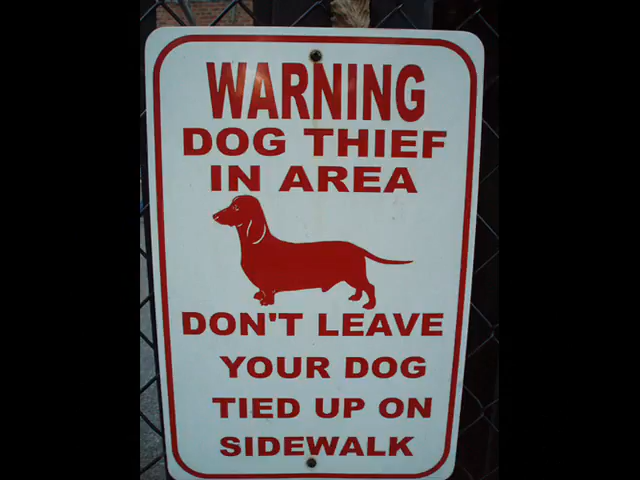 WARNING
DOG THIEF
IN AREA
DON'T LEAVE
YOUR DOG
TIED UP ON
SIDEWALK